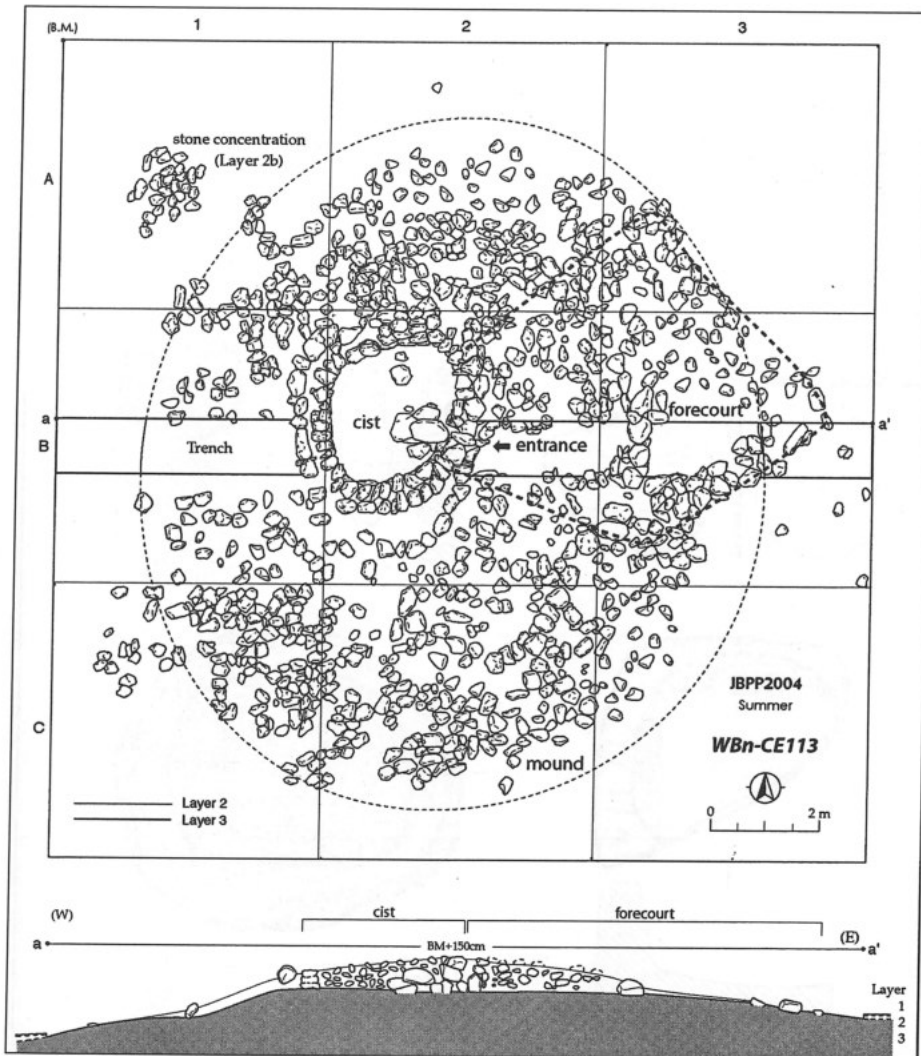 1 2 3
(B.M.)
stone concentration
(Layer 2b)
A
a
cist
forecourt
a'
B
Trench
entrance
JBPP2004
Summer
WBn-CE113
C
mound
Layer 2
Layer 3
0 2 m
(W)
cist
forecourt
(E)
a
BM+150cm
a'
Layer
1
2
3